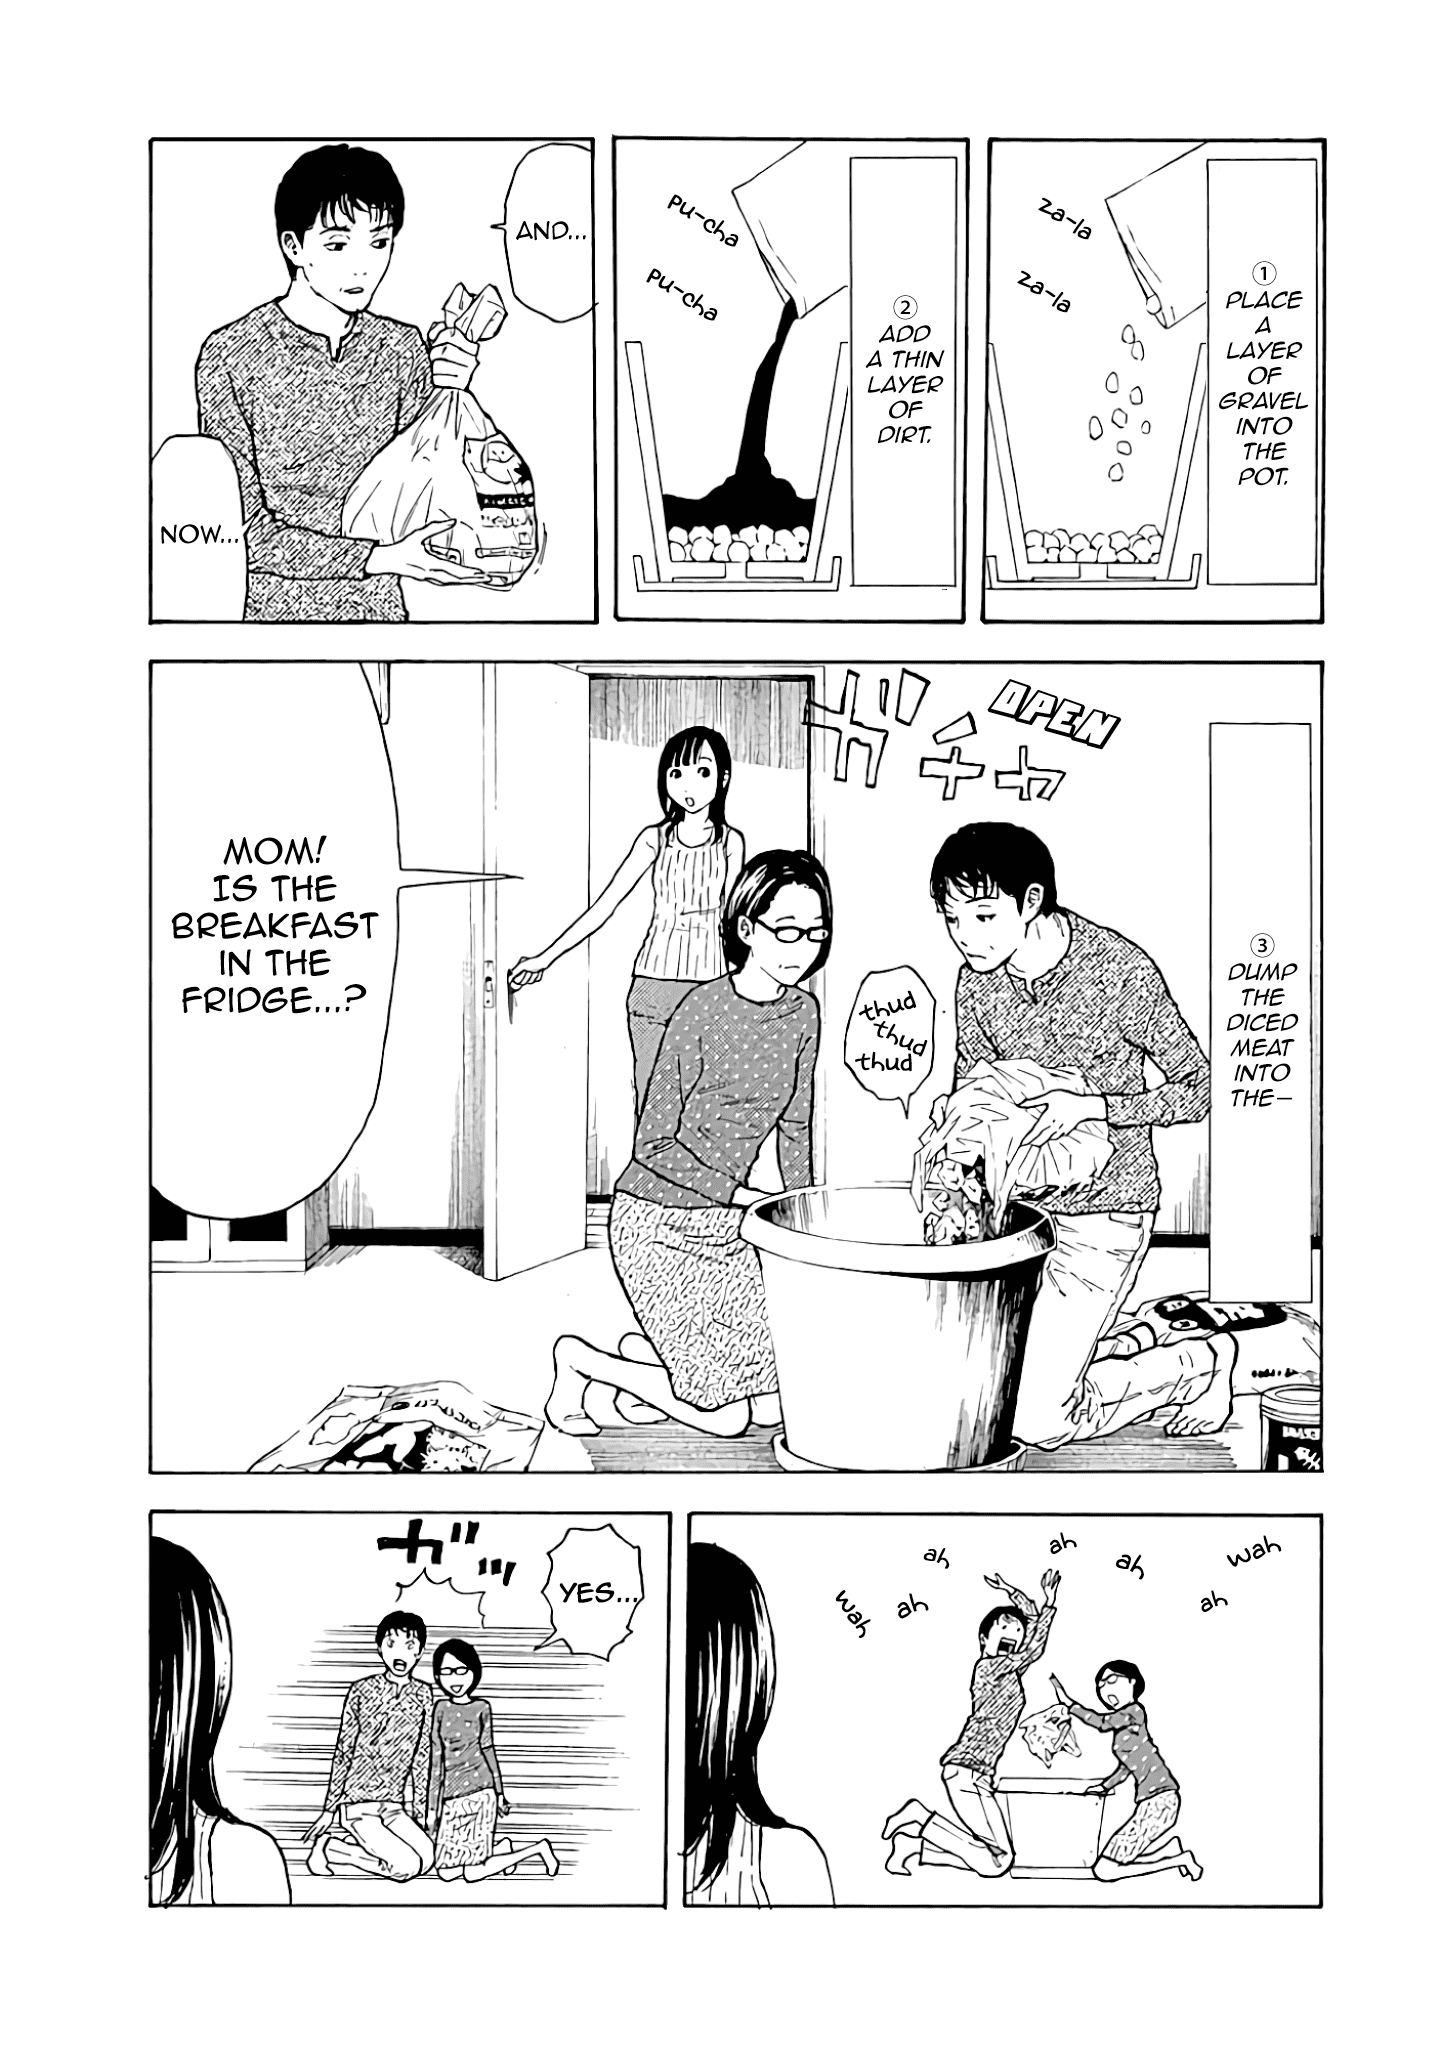 ①
PLACE
A
LAYER
OF
GRAVEL
INTO
THE
POT.
za-la
za-la
②
ADD
A THIN
LAYER
OF
DIRT.
pu-cha
pu-cha
AND...
NOW...
③
DUMP
THE
DICED
MEAT
INTO
THE—
OPEN
ガチャ
thud
thud
thud
MOM!
IS THE
BREAKFAST
IN THE
FRIDGE...?
wah
ah
ah
ah
ah
ah
wah
YES...
ガバッ